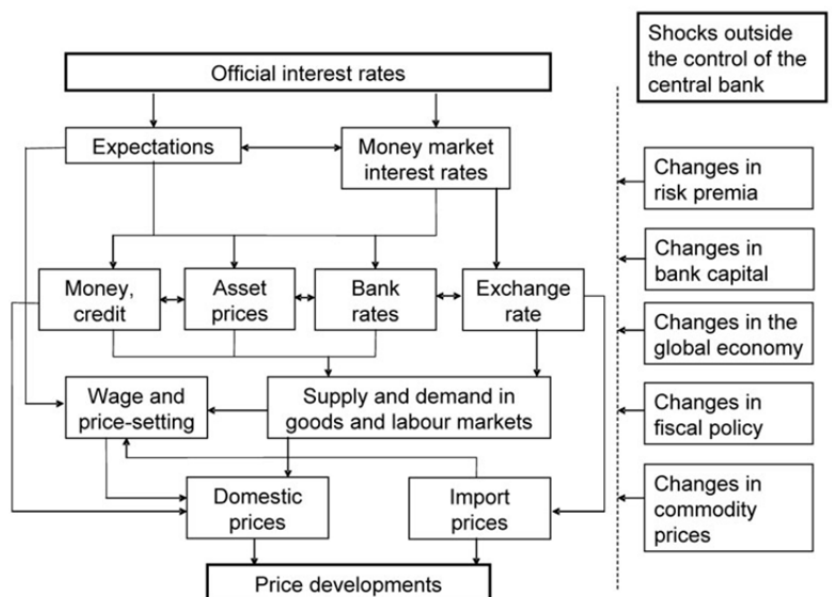 Official interest rates
Shocks outside
the control of the
central bank
Expectations
Money market
interest rates
Changes in
risk premia
Changes in
bank capital
Money,
credit
Asset
prices
Bank
rates
Exchange
rate
Changes in the
global economy
Wage and
price-setting
Supply and demand in
goods and labour markets
Changes in
fiscal policy
Domestic
prices
Import
prices
Changes in
commodity
prices
Price developments